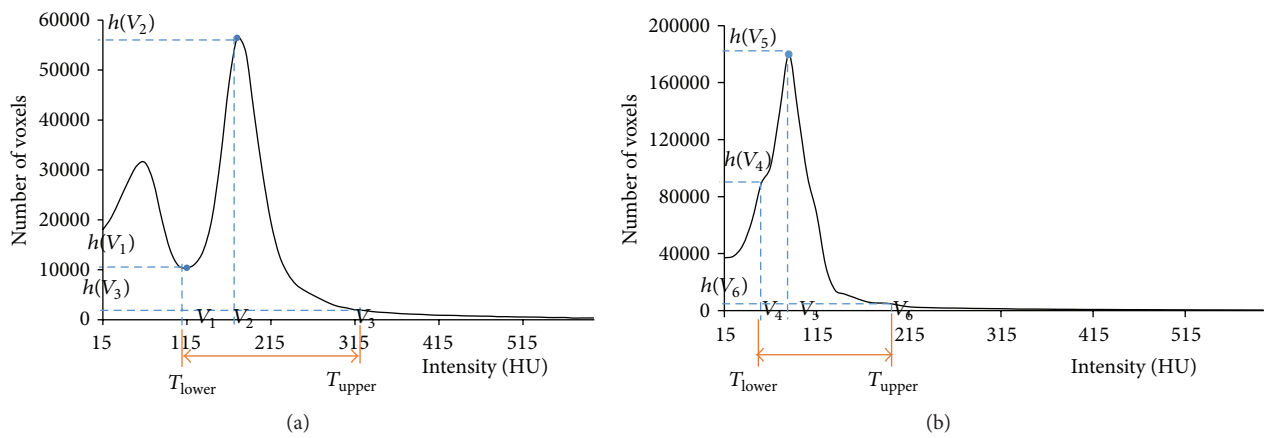 60000
h(V2)
50000
40000
30000
20000
h(V1)
10000
h(V3)
0
Number of voxels
V1 V2 V3
15 115 215 315 415 515
Intensity (HU)
Tlower Tupper
(a)
200000
h(V5)
160000
120000
h(V4)
80000
40000
h(V6)
0
Number of voxels
V4 V5 V6
15 115 215 315 415 515
Intensity (HU)
Tlower Tupper
(b)